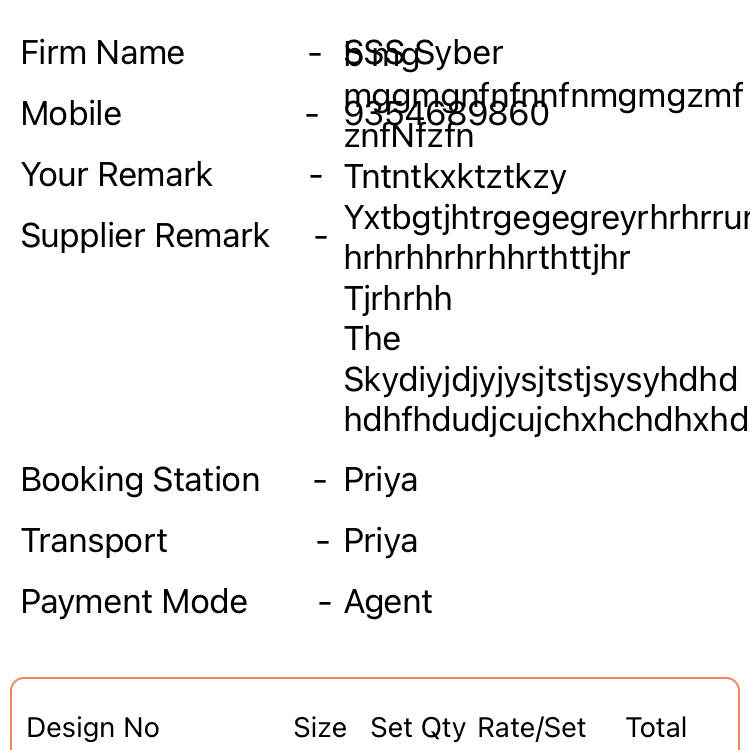 Firm Name - SSS Syber
b mg
mggmgnfnfnnfnmgmgzmf
Mobile - 9354689860
znfNfzfn
Your Remark - Tntntkxktztkzy
Yxtbgtjhtrgegegreyrhrhrrur
Supplier Remark -
hrhrhhrhrhhrthttjhr
Tjrhrhh
The
Skydiyjdjyjysjtstjsysyhdhd
hdhfhdudjcujchxhchdhxhd
Booking Station - Priya
Transport - Priya
Payment Mode - Agent
Design No Size Set Qty Rate/Set Total